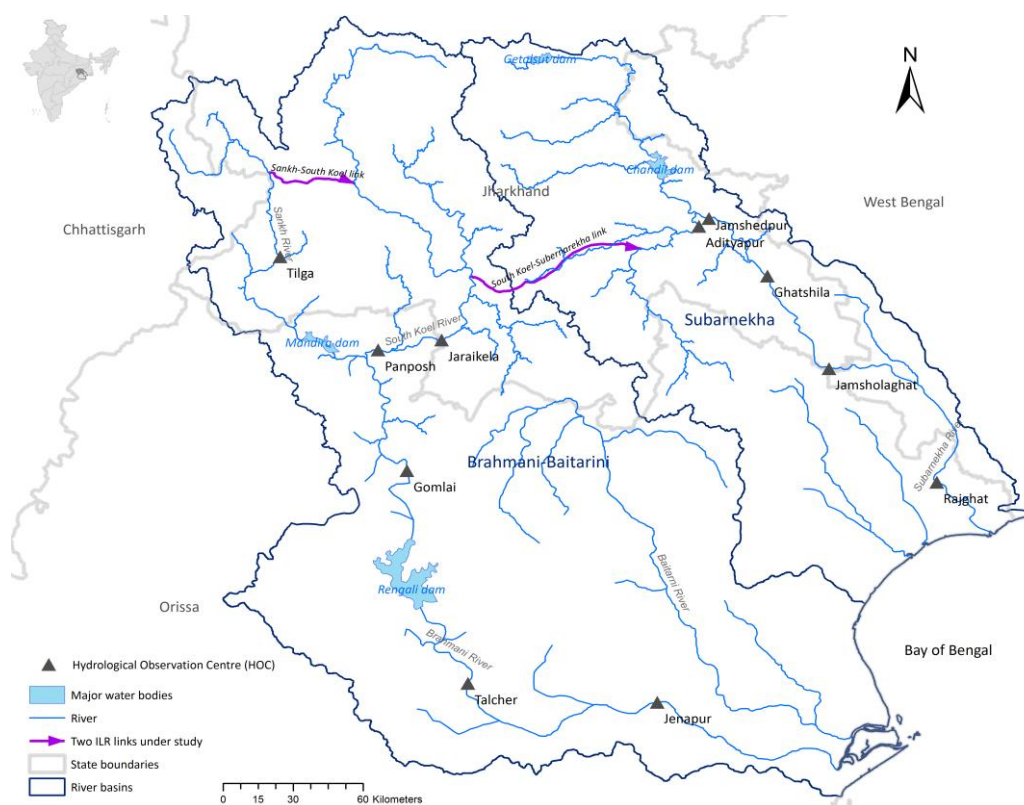 N
Getalsut dam
Chandil dam
Sankh-South Koel link
Jharkhand
West Bengal
Chhattisgarh
Sankh River
Jamshedpur
Adityapur
South Koel-Subernarekha link
Tilga
Ghatshila
Subarnekha
South Koel River
Mandira dam
Jaraikela
Panposh
Jamsholaghat
Brahmani-Baitarini
Subarnekha River
Gomlai
Rajghat
Rengali dam
Baitarni River
Orissa
Brahmani River
Bay of Bengal
Talcher
Jenapur
Hydrological Observation Centre (HOC)
Major water bodies
River
Two ILR links under study
State boundaries
River basins
0 15 30 60 Kilometers